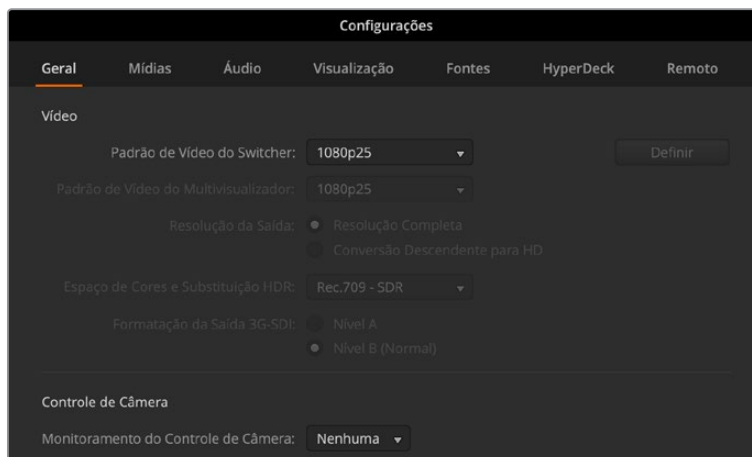 Configurações
Geral Mídias Áudio Visualização Fontes HyperDeck Remoto
Vídeo
Padrão de Vídeo do Switcher: 1080p25 Definir
Padrão de Vídeo do Multivisualizador: 1080p25
Resolução da Saída: Resolução Completa
Conversão Descendente para HD
Espaço de Cores e Substituição HDR: Rec.709 - SDR
Formatação da Saída 3G-SDI: Nível A
Nível B (Normal)
Controle de Câmera
Monitoramento do Controle de Câmera: Nenhuma